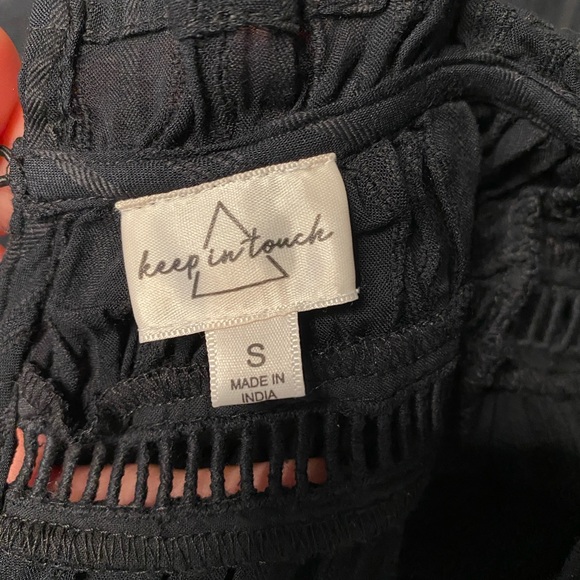 keep in touch
S
MADE IN
INDIA